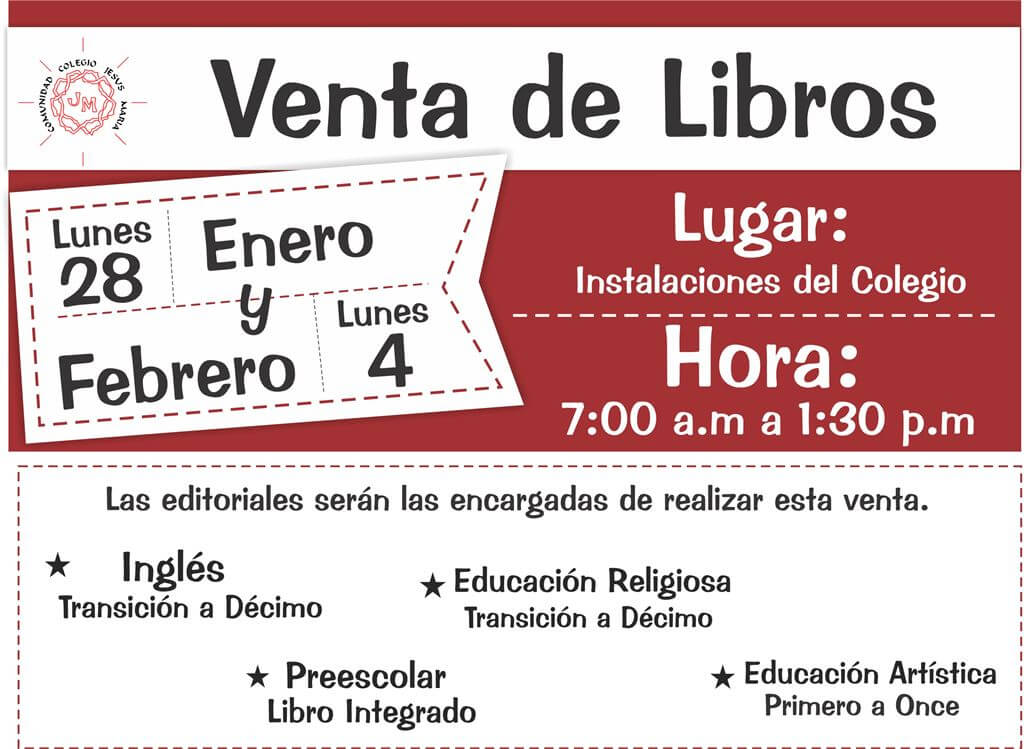 COMUNIDAD COLEGIO JESUS MARIA
JM
Venta de Libros
Lunes
28
Enero
y
Febrero
Lunes
4
Lugar:
Instalaciones del Colegio
Hora:
7:00 a.m a 1:30 p.m
Las editoriales serán las encargadas de realizar esta venta.
★ Inglés
Transición a Décimo
★ Educación Religiosa
Transición a Décimo
★ Preescolar
Libro Integrado
★ Educación Artística
Primero a Once